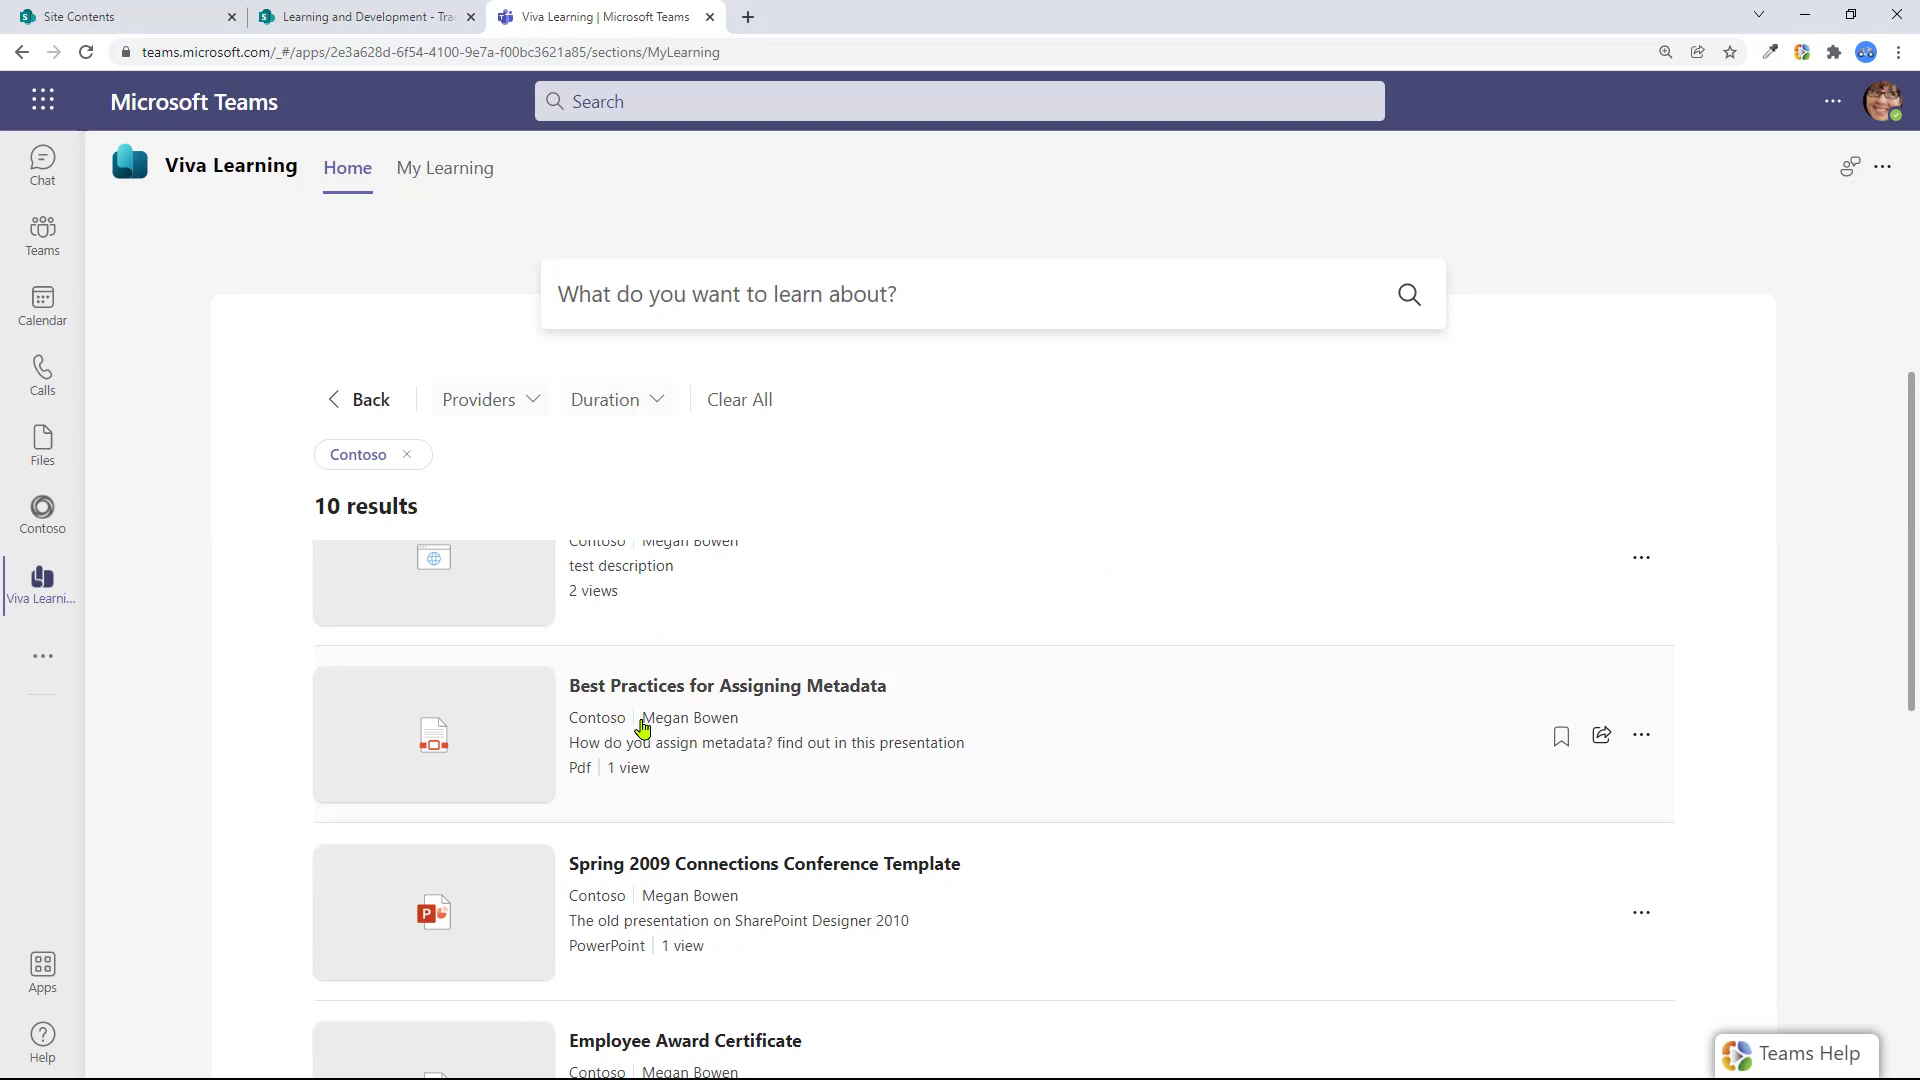 Site Contents
Learning and Development - Tra
Viva Learning | Microsoft Teams
teams.microsoft.com/_#/apps/2e3a628d-6f54-4100-9e7a-f00bc3621a85/sections/MyLearning
Microsoft Teams
Search
Viva Learning
Home
My Learning
Chat
Teams
Calendar
Calls
Files
Contoso
Viva Learni...
Apps
Help
What do you want to learn about?
Back
Providers
Duration
Clear All
Contoso
10 results
Contoso | Megan Bowen
test description
2 views
Best Practices for Assigning Metadata
Contoso | Megan Bowen
How do you assign metadata? find out in this presentation
Pdf | 1 view
Spring 2009 Connections Conference Template
Contoso | Megan Bowen
The old presentation on SharePoint Designer 2010
PowerPoint | 1 view
Employee Award Certificate
Contoso | Megan Bowen
Teams Help